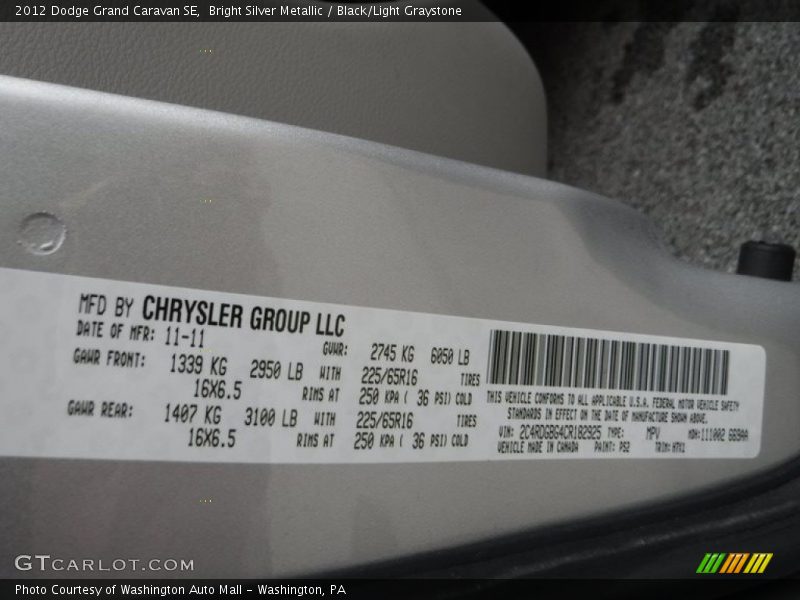 2012 Dodge Grand Caravan SE,  Bright Silver Metallic / Black/Light Graystone
MFD BY CHRYSLER GROUP LLC
DATE OF MFR: 11-11 GVWR: 2745 KG 6050 LB
GAWR FRONT: 1339 KG 2950 LB WITH 225/65R16 TIRES
16X6.5 RIMS AT 250 KPA ( 36 PSI) COLD
GAWR REAR: 1407 KG 3100 LB WITH 225/65R16 TIRES
16X6.5 RIMS AT 250 KPA ( 36 PSI) COLD
THIS VEHICLE CONFORMS TO ALL APPLICABLE U.S.A. FEDERAL MOTOR VEHICLE SAFETY
STANDARDS IN EFFECT ON THE DATE OF MANUFACTURE SHOWN ABOVE.
VIN: 2C4RDGBG4CR182925 TYPE: MPV MDH:111002
VEHICLE MADE IN CANADA PAINT: PS2 TRIM:
GTCARLOT.COM
Photo Courtesy of Washington Auto Mall - Washington, PA